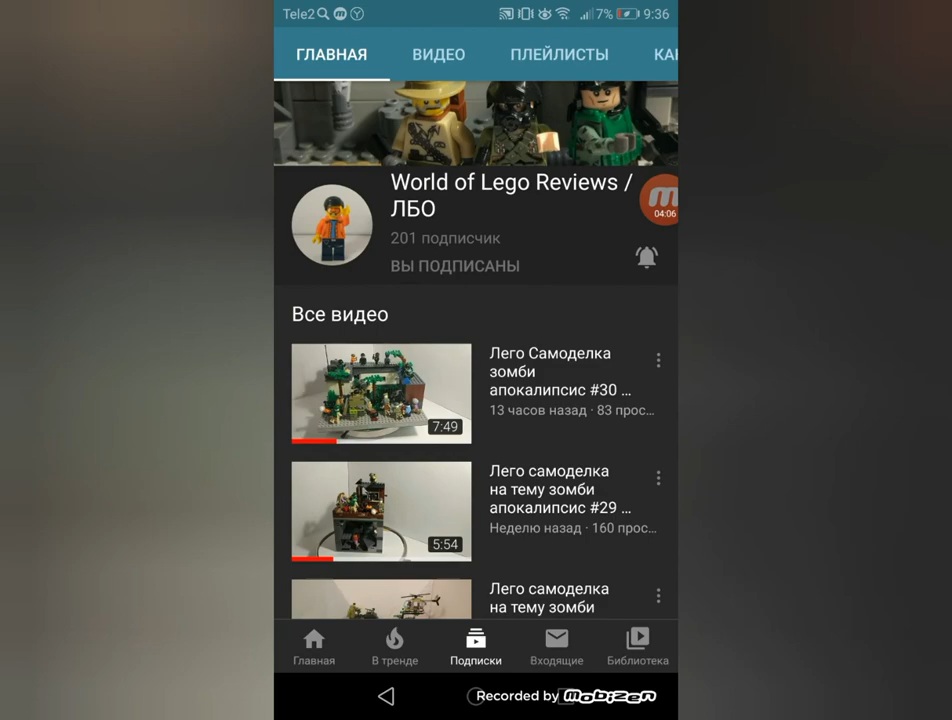 Tele2 7% 9:36
ГЛАВНАЯ ВИДЕО ПЛЕЙЛИСТЫ КА
World of Lego Reviews /
ЛБО
04:06
201 подписчик
ВЫ ПОДПИСАНЫ
Все видео
Лего Самоделка
зомби
апокалипсис #30 ...
13 часов назад · 83 прос...
7:49
Лего самоделка
на тему зомби
апокалипсис #29 ...
Неделю назад · 160 прос...
5:54
Лего самоделка
на тему зомби
Главная В тренде Подписки Входящие Библиотека
Recorded by mobizen